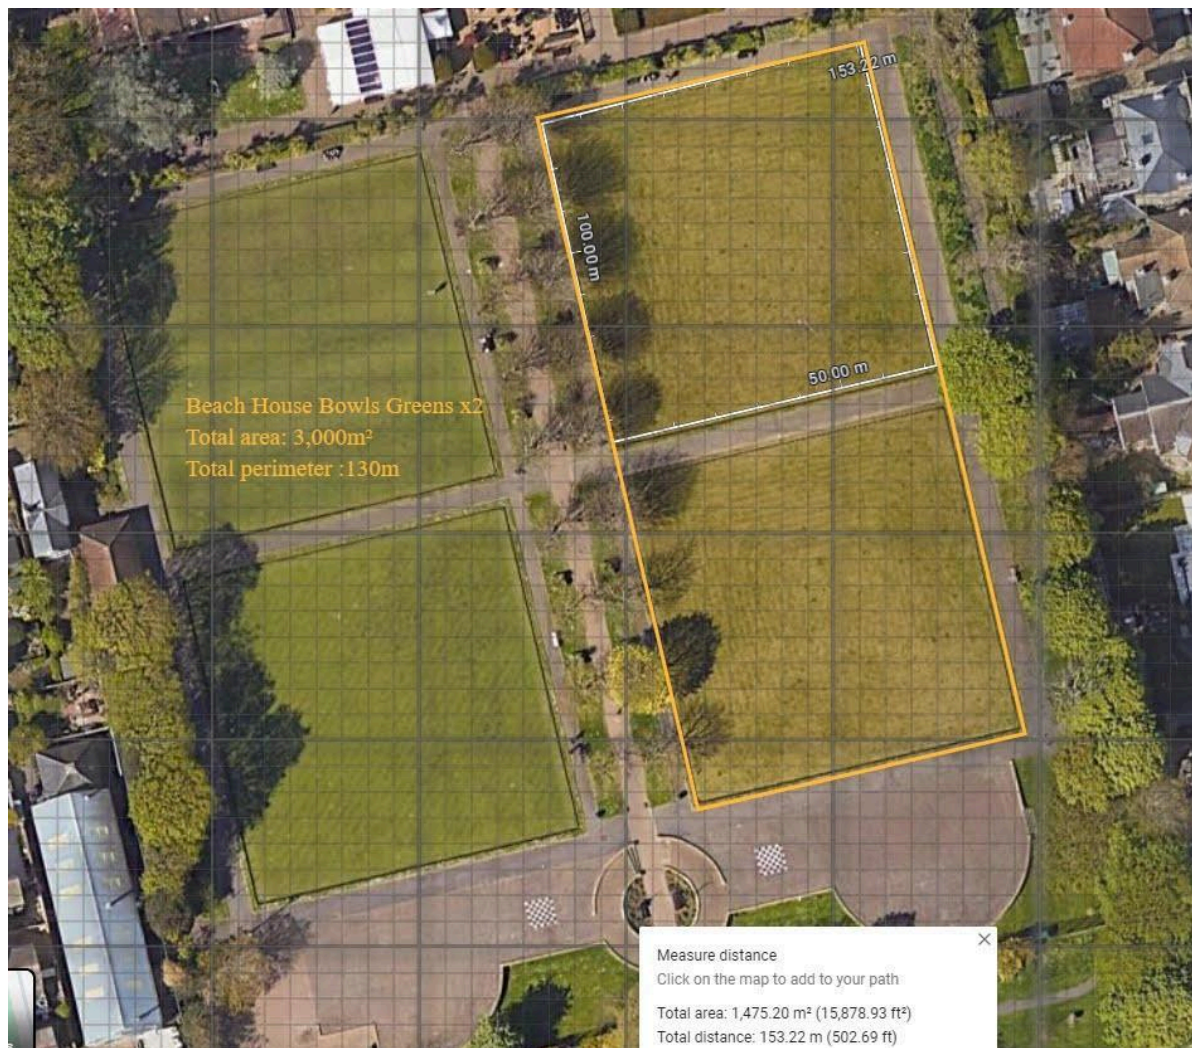 153.22 m
100.00 m
50.00 m
Beach House Bowls Greens x2
Total area: 3,000m²
Total perimeter :130m
Measure distance
Click on the map to add to your path
Total area: 1,475.20 m² (15,878.93 ft²)
Total distance: 153.22 m (502.69 ft)